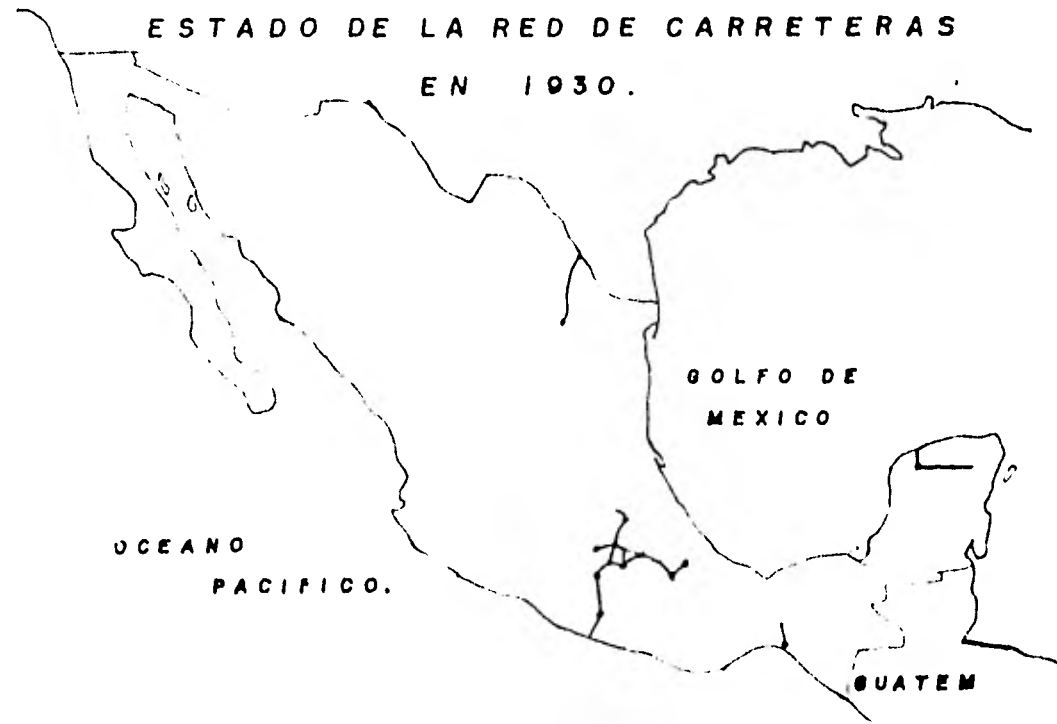 ESTADO DE LA RED DE CARRETERAS
EN 1930.
GOLFO DE
MEXICO
OCEANO
PACIFICO.
GUATEM